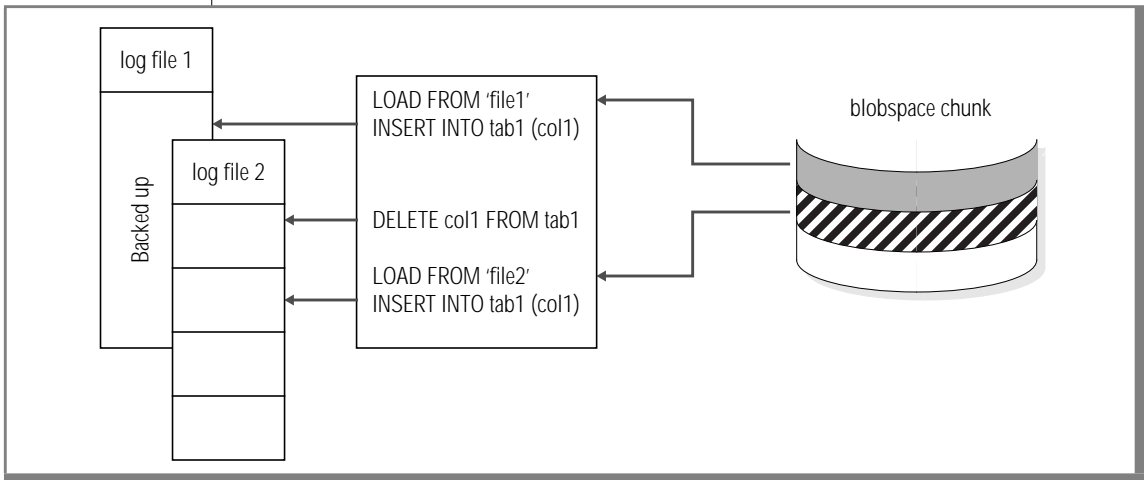 log file 1
Backed up
log file 2
LOAD FROM ‘file1’
INSERT INTO tab1 (col1)
DELETE col1 FROM tab1
LOAD FROM ‘file2’
INSERT INTO tab1 (col1)
blobspace chunk